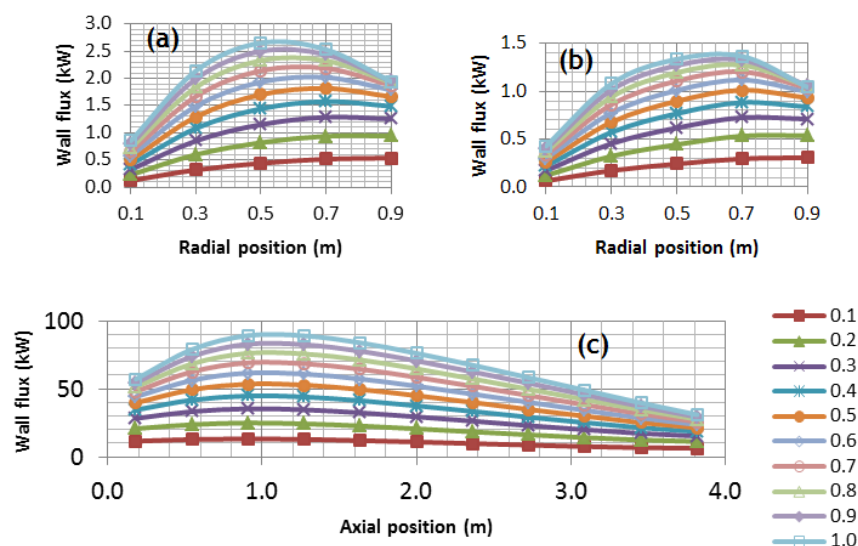 (a)
Wall flux (kW)
3.0
2.5
2.0
1.5
1.0
0.5
0.0
0.1 0.3 0.5 0.7 0.9
Radial position (m)
(b)
Wall flux (kW)
1.5
1.0
0.5
0.0
0.1 0.3 0.5 0.7 0.9
Radial position (m)
(c)
Wall flux (kW)
100
50
0
0.0 1.0 2.0 3.0 4.0
Axial position (m)
0.1
0.2
0.3
0.4
0.5
0.6
0.7
0.8
0.9
1.0